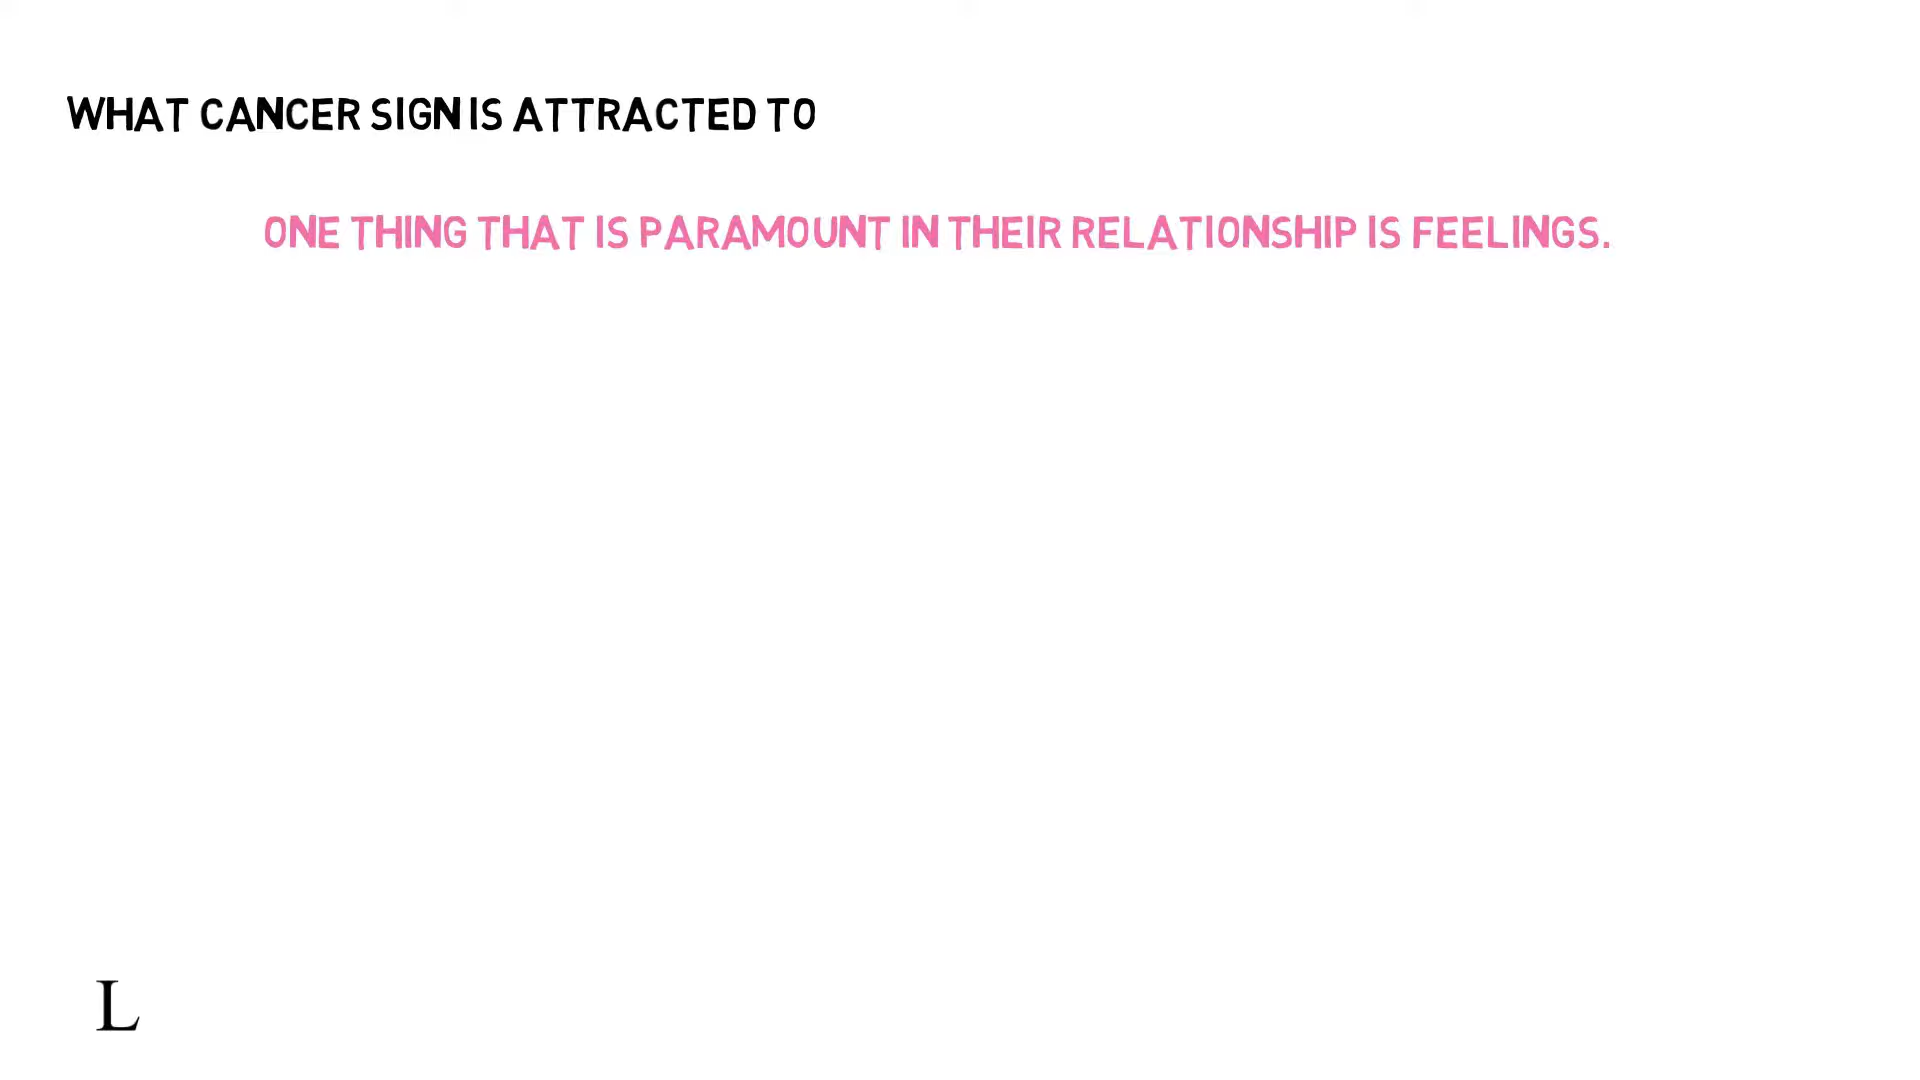 WHAT CANCER SIGN IS ATTRACTED TO
ONE THING THAT IS PARAMOUNT IN THEIR RELATIONSHIP IS FEELINGS.
L